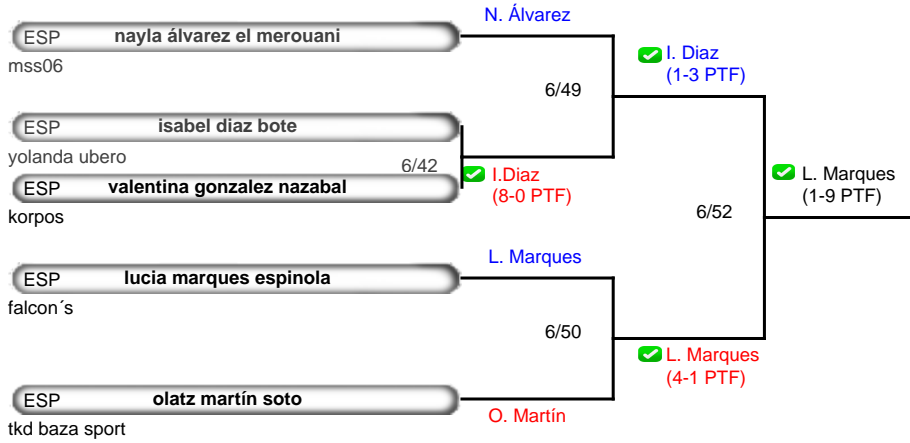 N. Álvarez
ESP nayla álvarez el merouani
mss06
I. Diaz
(1-3 PTF)
6/49
ESP isabel diaz bote
yolanda ubero
6/42
I.Diaz
(8-0 PTF)
ESP valentina gonzalez nazabal
korpos
L. Marques
(1-9 PTF)
6/52
L. Marques
ESP lucia marques espinola
falcon´s
6/50
L. Marques
(4-1 PTF)
ESP olatz martín soto
tkd baza sport
O. Martín